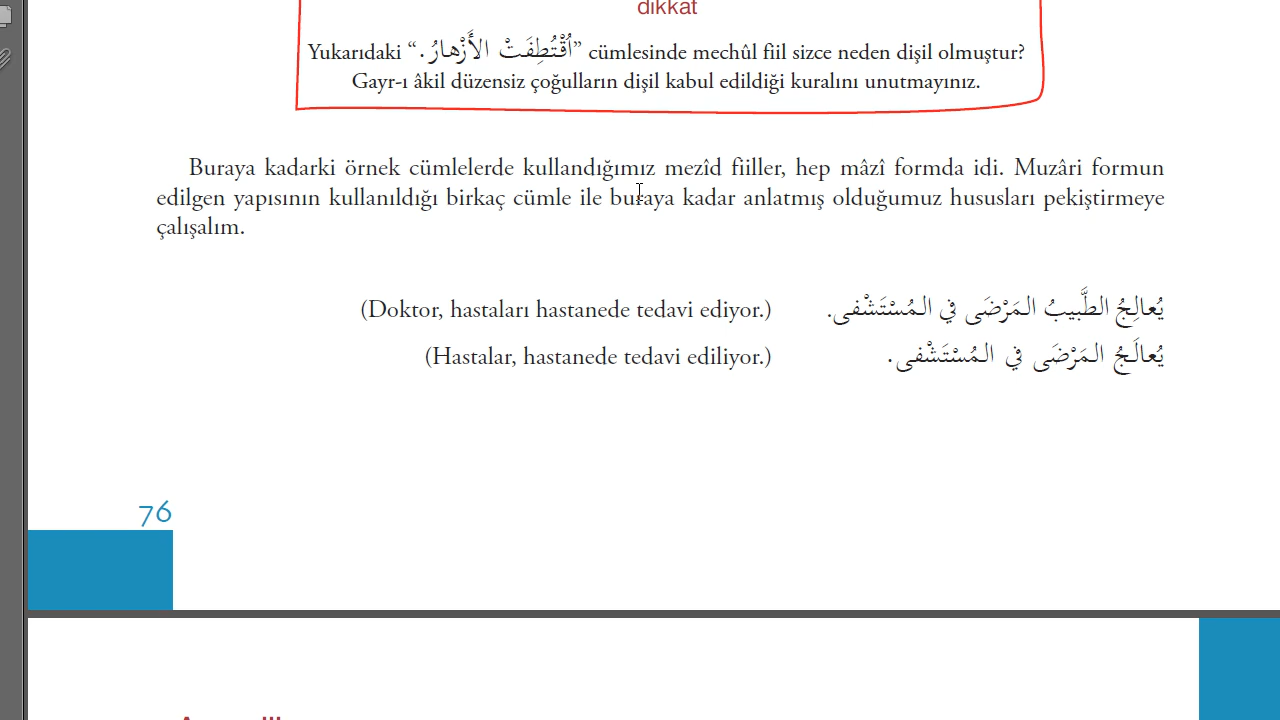 dikkat
Yukarıdaki “اُقْتُطِفَتْ الأَزْهارُ.” cümlesinde mechûl fiil sizce neden dişil olmuştur?
Gayr-ı âkil düzensiz çoğulların dişil kabul edildiği kuralını unutmayınız.
Buraya kadarki örnek cümlelerde kullandığımız mezîd fiiller, hep mâzî formda idi. Muzâri formun
edilgen yapısının kullanıldığı birkaç cümle ile buraya kadar anlatmış olduğumuz hususları pekiştirmeye
çalışalım.
(Doktor, hastaları hastanede tedavi ediyor.) يُعالِجُ الطَّبيبُ المَرْضَى في المُسْتَشْفى.
(Hastalar, hastanede tedavi ediliyor.) يُعالَجُ المَرْضَى في المُسْتَشْفى.
76